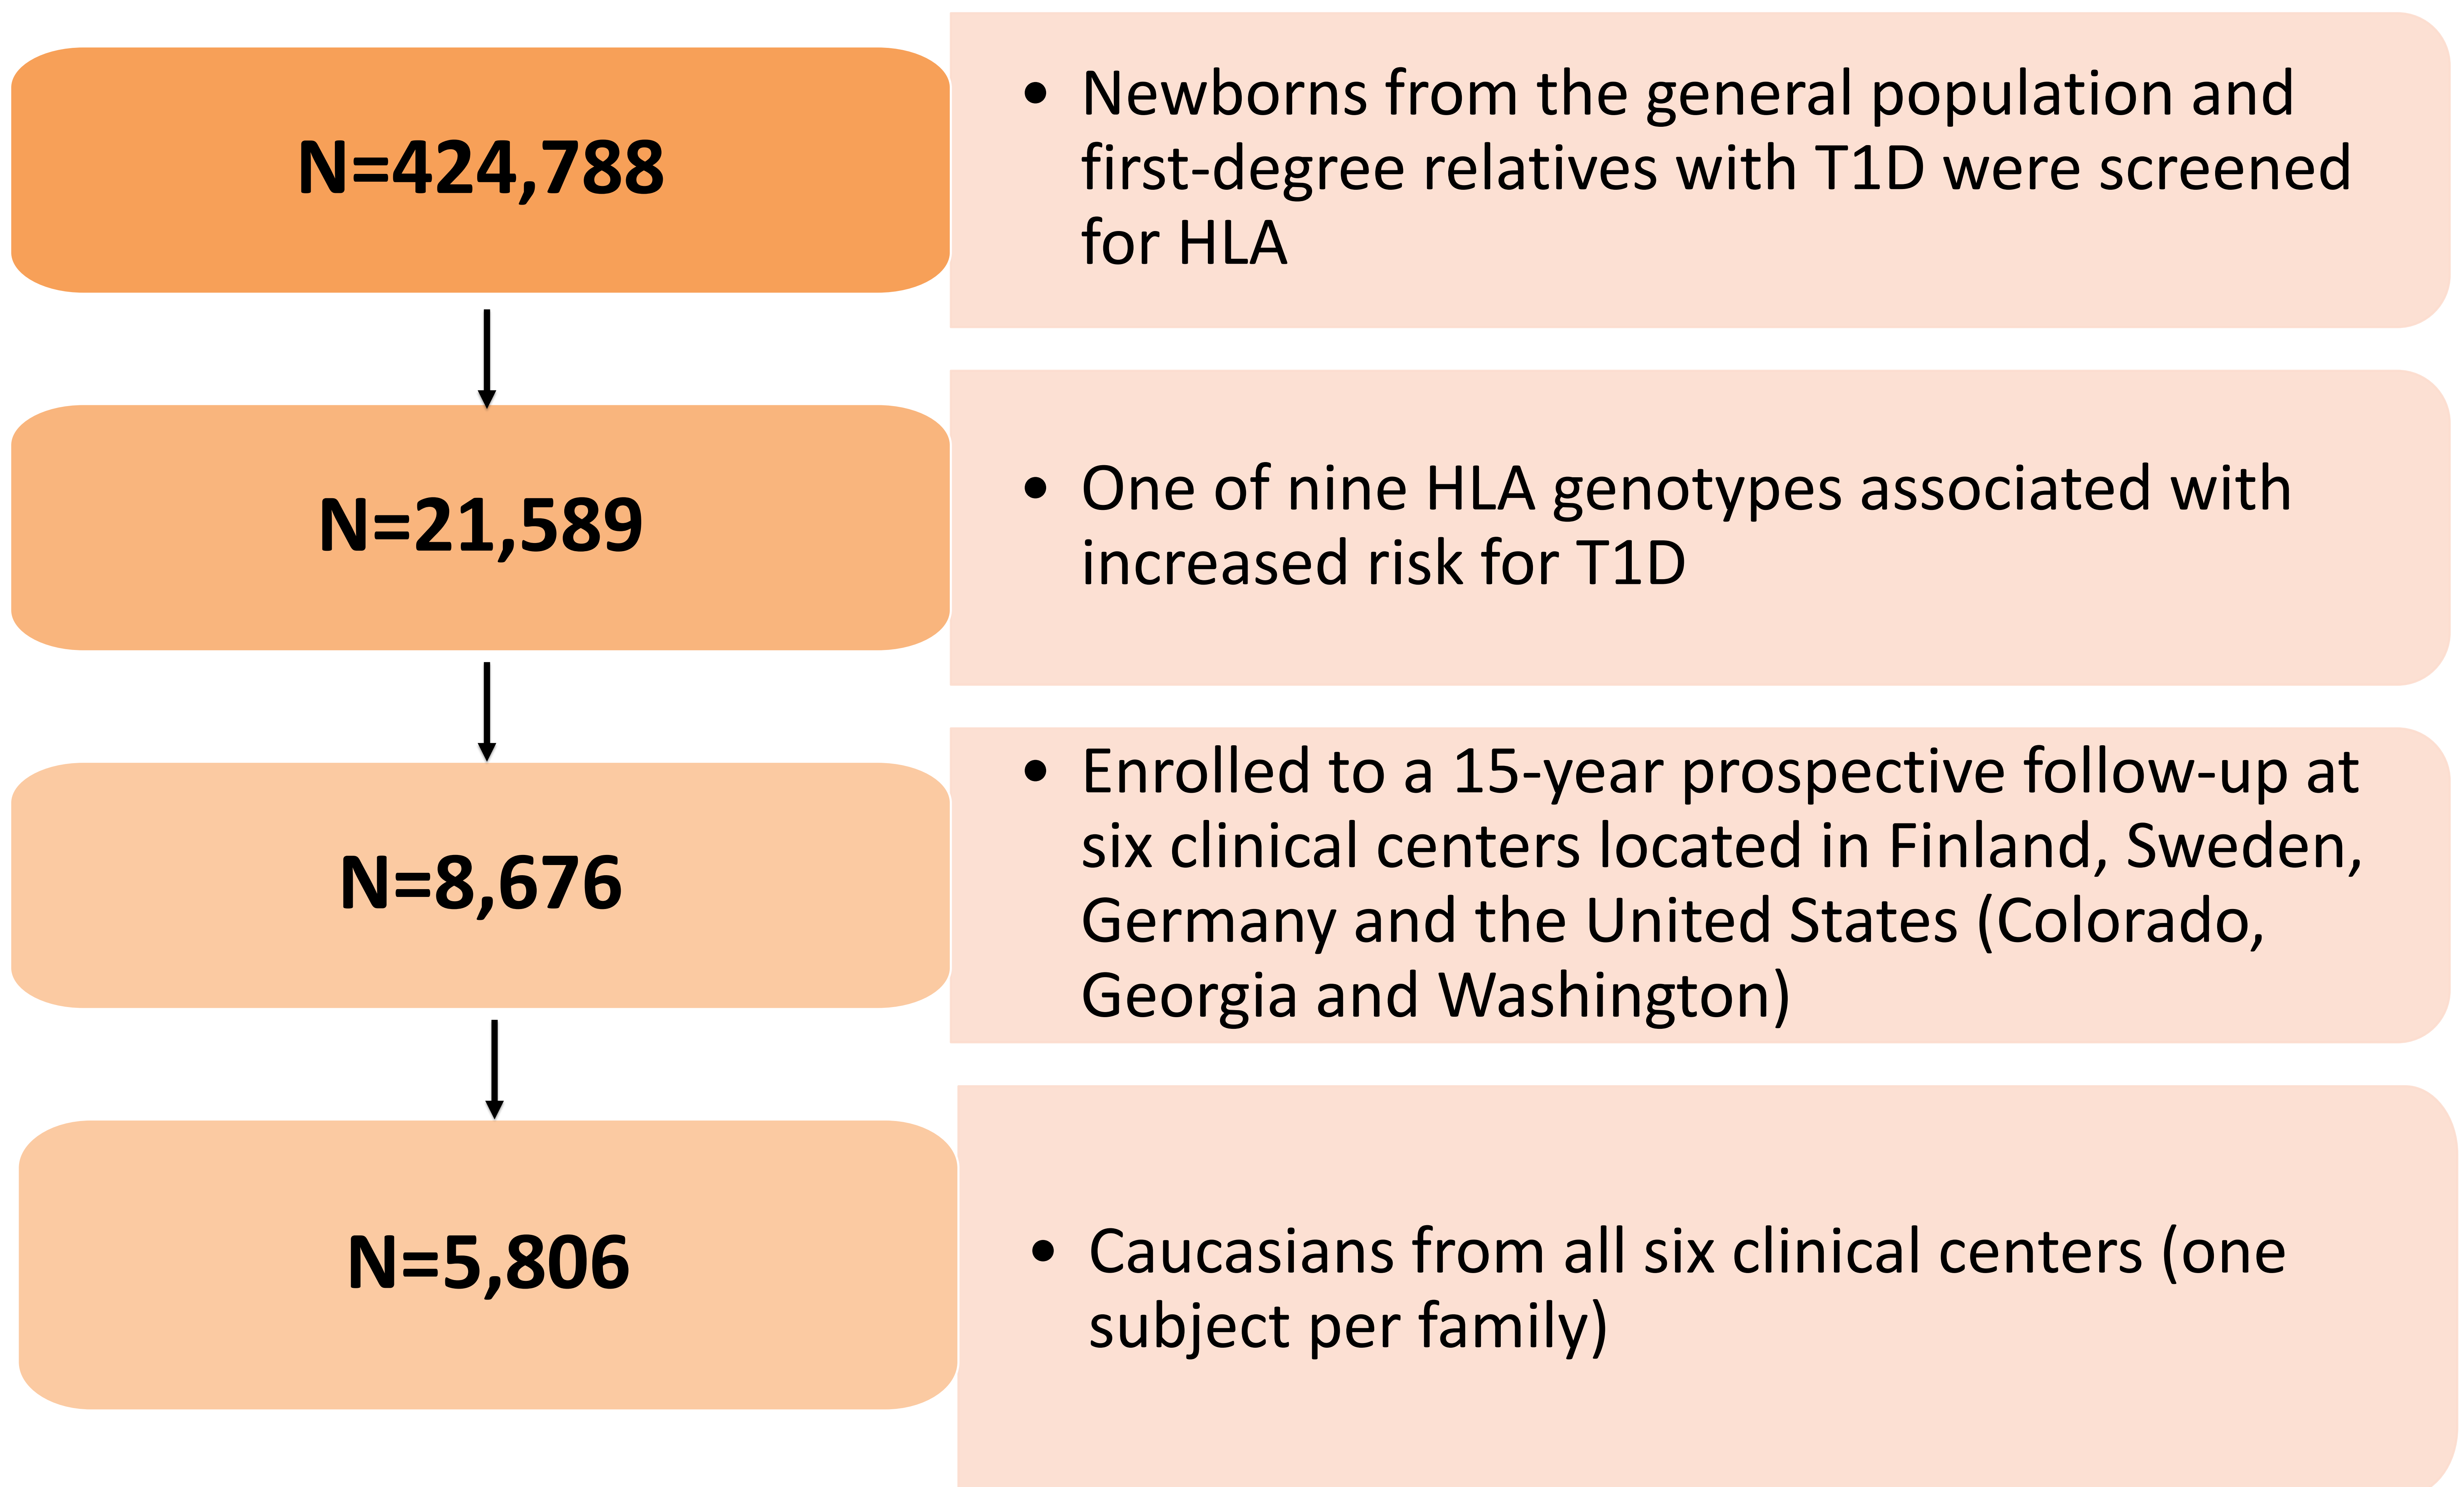 N=424,788
• Newborns from the general population and
first-degree relatives with T1D were screened
for HLA
N=21,589
• One of nine HLA genotypes associated with
increased risk for T1D
N=8,676
• Enrolled to a 15-year prospective follow-up at
six clinical centers located in Finland, Sweden,
Germany and the United States (Colorado,
Georgia and Washington)
N=5,806
• Caucasians from all six clinical centers (one
subject per family)